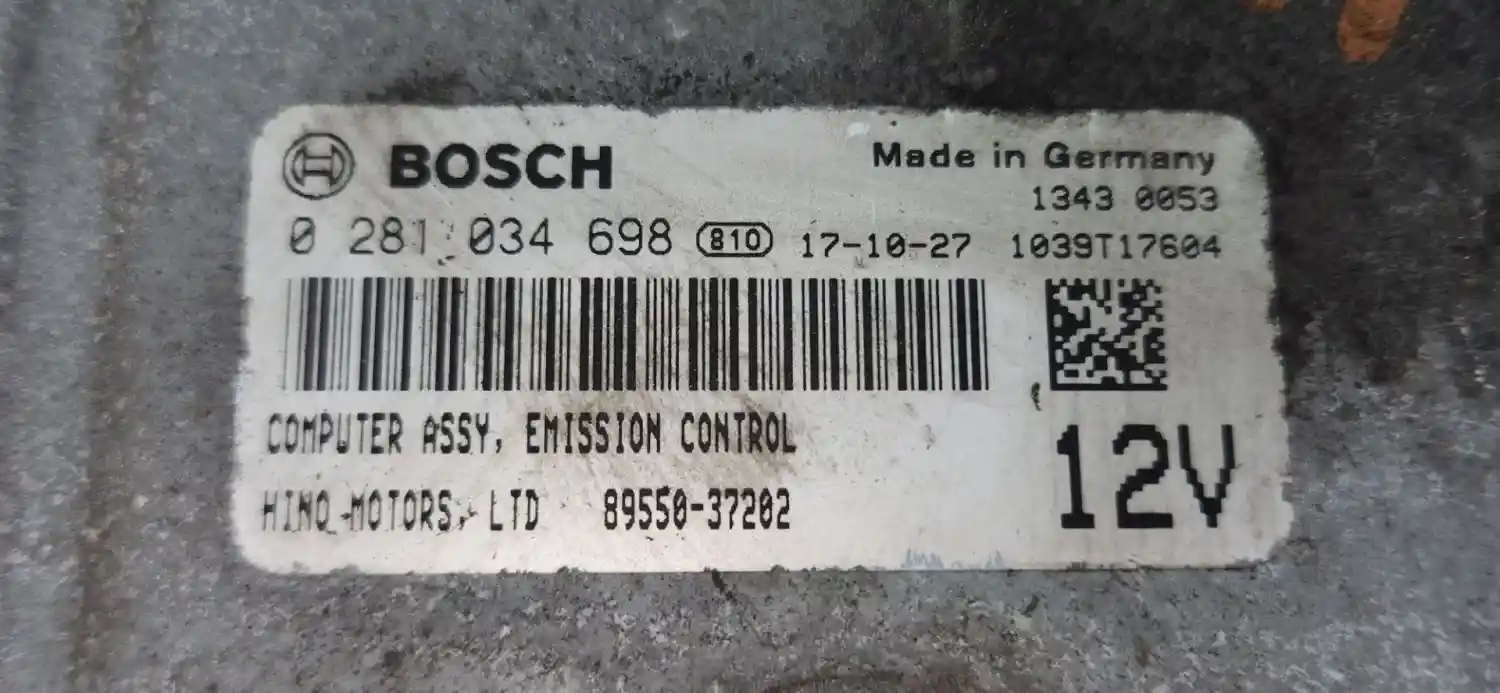 BOSCH
Made in Germany
1343 0053
0 281 034 698 810 17-10-27 1039T17604
COMPUTER ASSY, EMISSION CONTROL
HINO MOTORS, LTD 89550-37202
12V